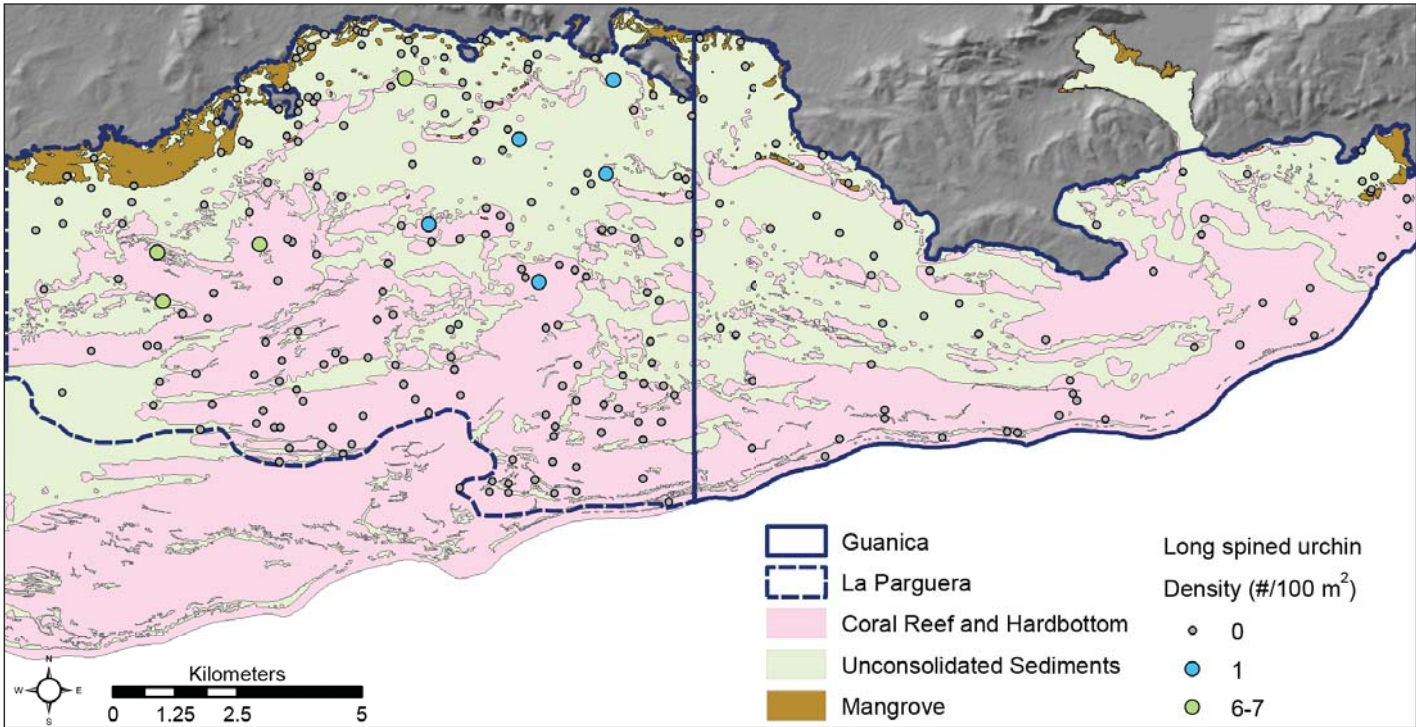 Guanica
La Parguera
Coral Reef and Hardbottom
Unconsolidated Sediments
Mangrove
Long spined urchin
Density (#/100 m²)
0
1
6-7
N
W E
S
Kilometers
0 1.25 2.5 5